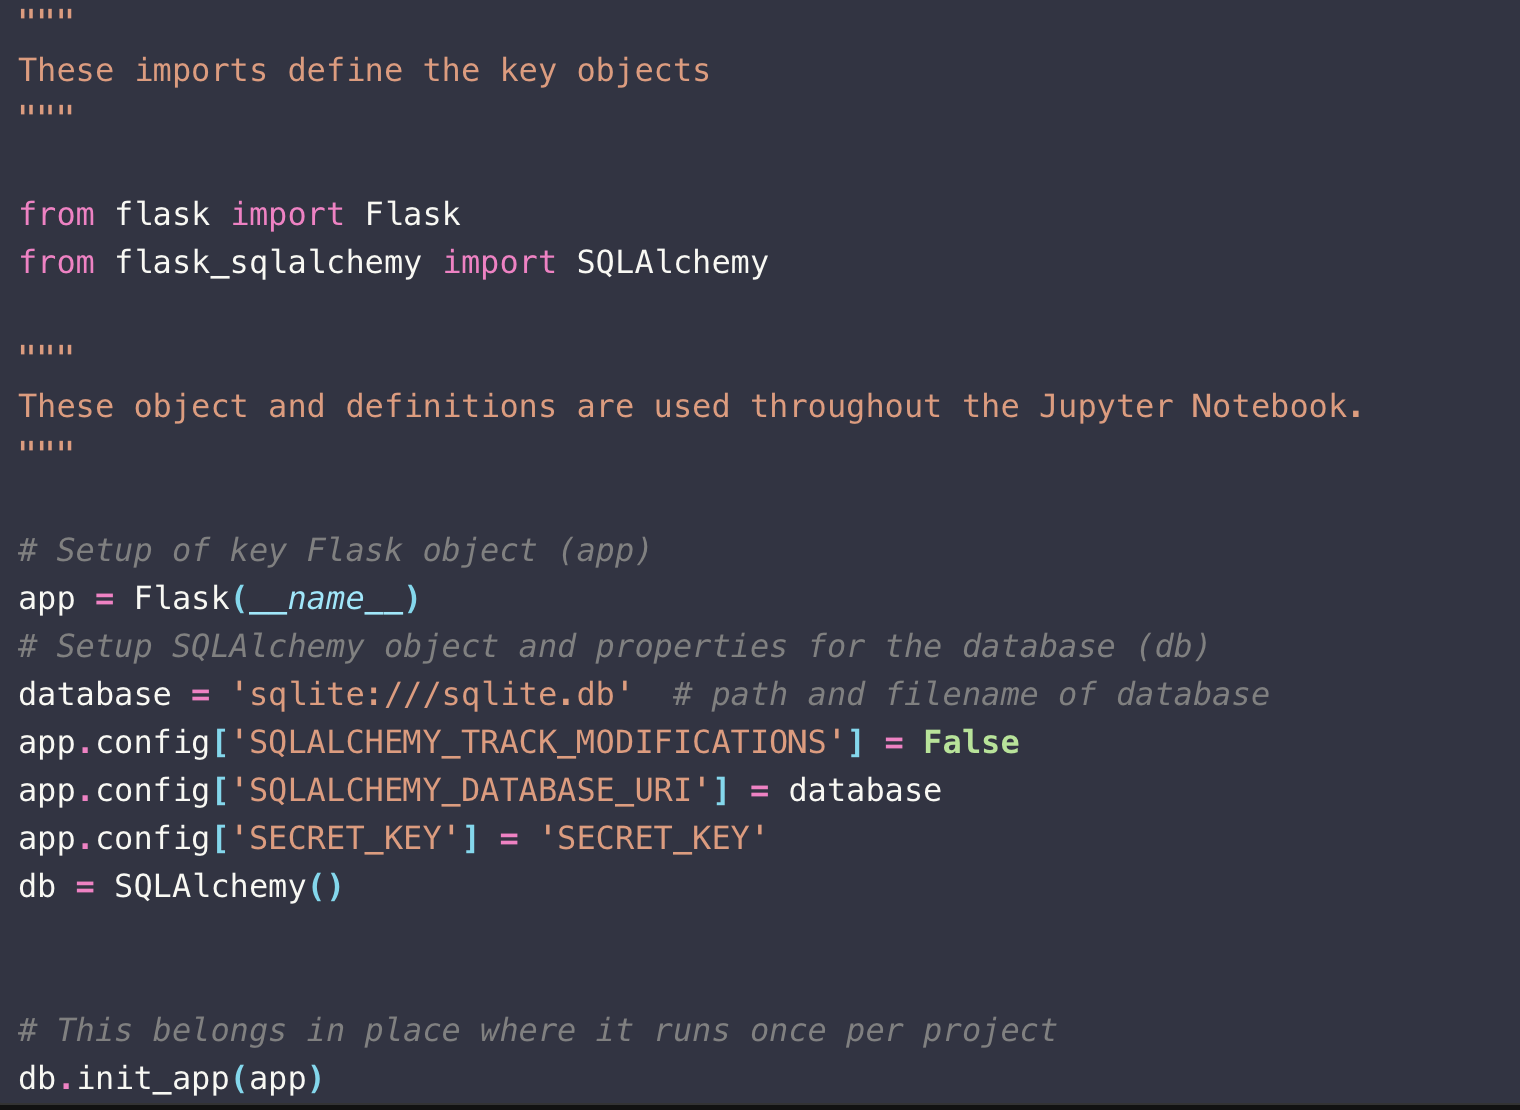 """
These imports define the key objects
"""
from flask import Flask
from flask_sqlalchemy import SQLAlchemy
"""
These object and definitions are used throughout the Jupyter Notebook.
"""
# Setup of key Flask object (app)
app = Flask(__name__)
# Setup SQLAlchemy object and properties for the database (db)
database = 'sqlite:///sqlite.db'  # path and filename of database
app.config['SQLALCHEMY_TRACK_MODIFICATIONS'] = False
app.config['SQLALCHEMY_DATABASE_URI'] = database
app.config['SECRET_KEY'] = 'SECRET_KEY'
db = SQLAlchemy()
# This belongs in place where it runs once per project
db.init_app(app)